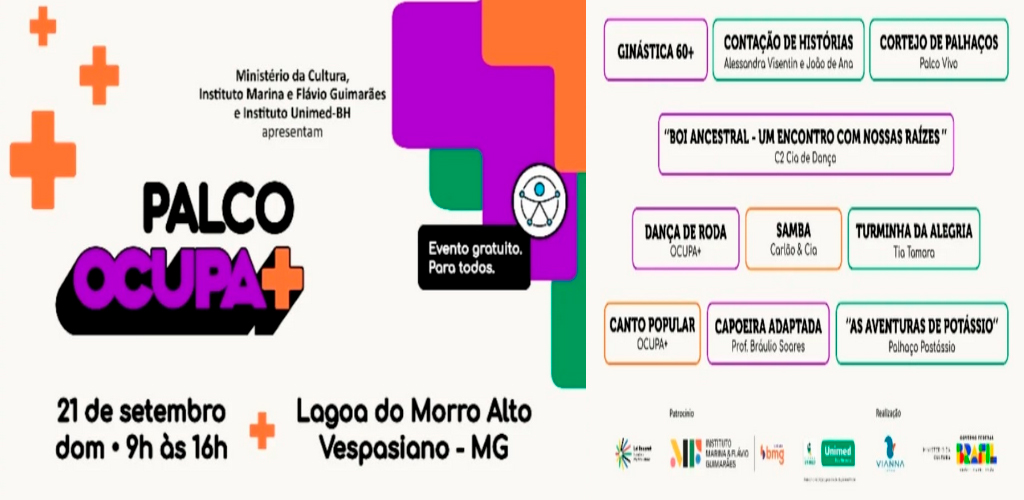 Ministério da Cultura,
Instituto Marina e Flávio Guimarães
e Instituto Unimed-BH
apresentam
PALCO
OCUPA+
Evento gratuito.
Para todos.
21 de setembro
dom • 9h às 16h
Lagoa do Morro Alto
Vespasiano - MG
GINÁSTICA 60+
CONTAÇÃO DE HISTÓRIAS
Alessandra Visentin e João de Ana
CORTEJO DE PALHAÇOS
Palco Vivo
"BOI ANCESTRAL - UM ENCONTRO COM NOSSAS RAÍZES"
C2 Cia de Dança
DANÇA DE RODA
OCUPA+
SAMBA
Carlão & Cia
TURMINHA DA ALEGRIA
Tia Tamara
CANTO POPULAR
OCUPA+
CAPOEIRA ADAPTADA
Prof. Bráulio Soares
"AS AVENTURAS DE POTÁSSIO"
Palhaço Postássio
Patrocínio
Realização
INSTITUTO
MARINA & FLÁVIO
GUIMARÃES
bmg
Unimed
VIANNA
GOVERNO FEDERAL
BRASIL